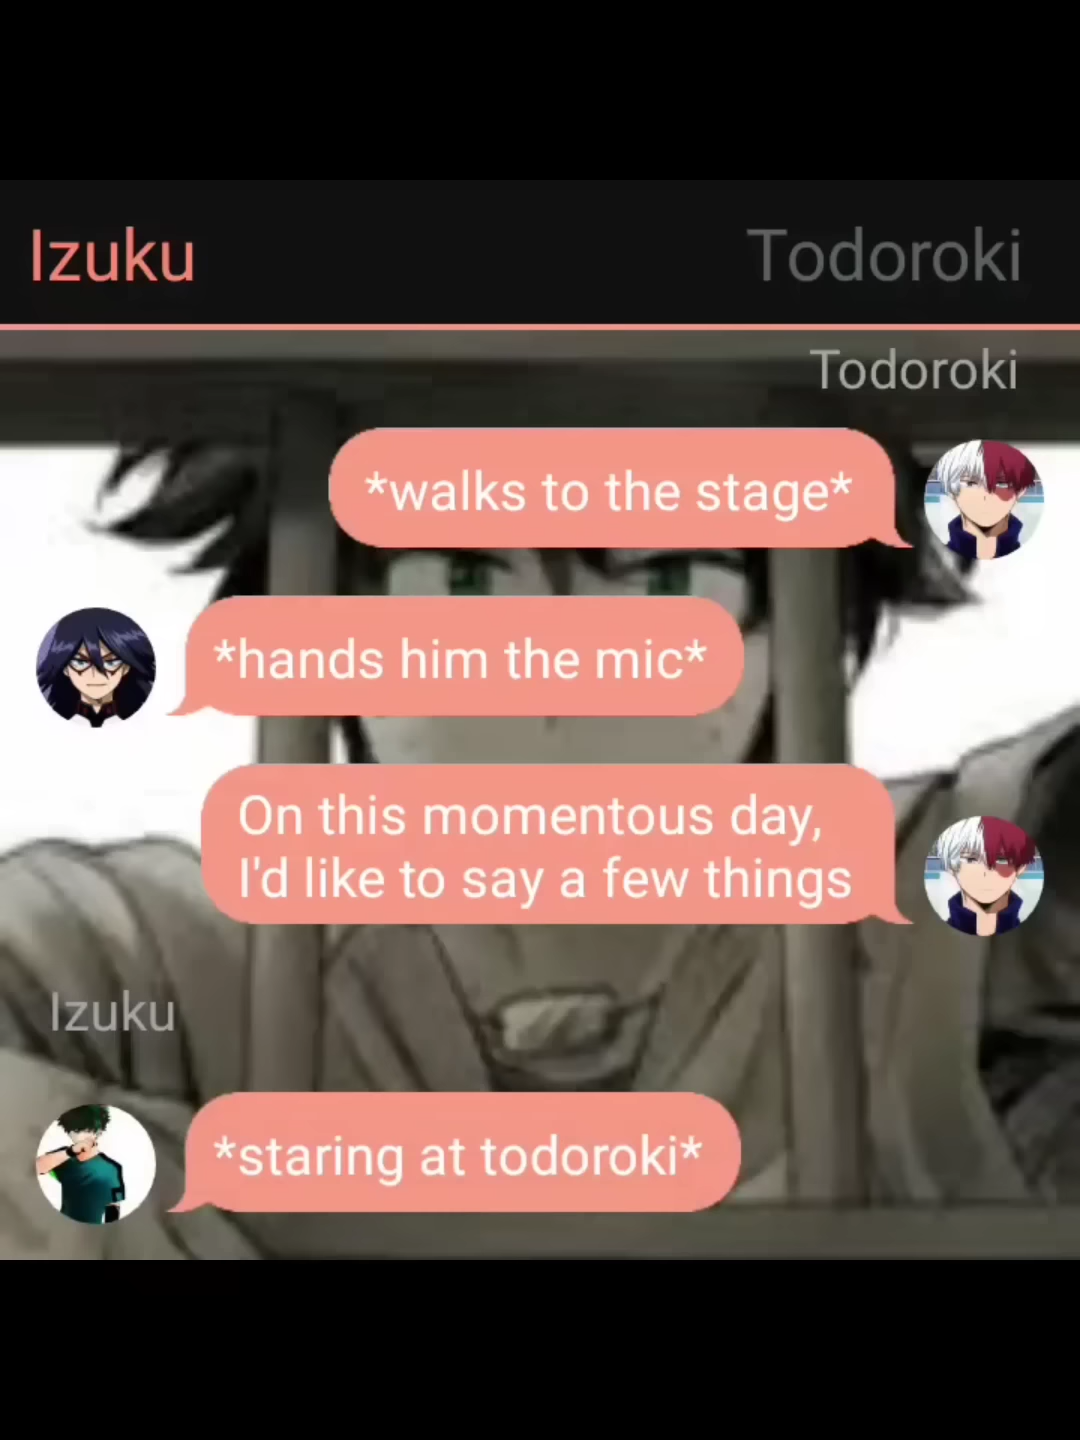 Izuku
Todoroki
Todoroki
*walks to the stage*
*hands him the mic*
On this momentous day,
I'd like to say a few things
Izuku
*staring at todoroki*